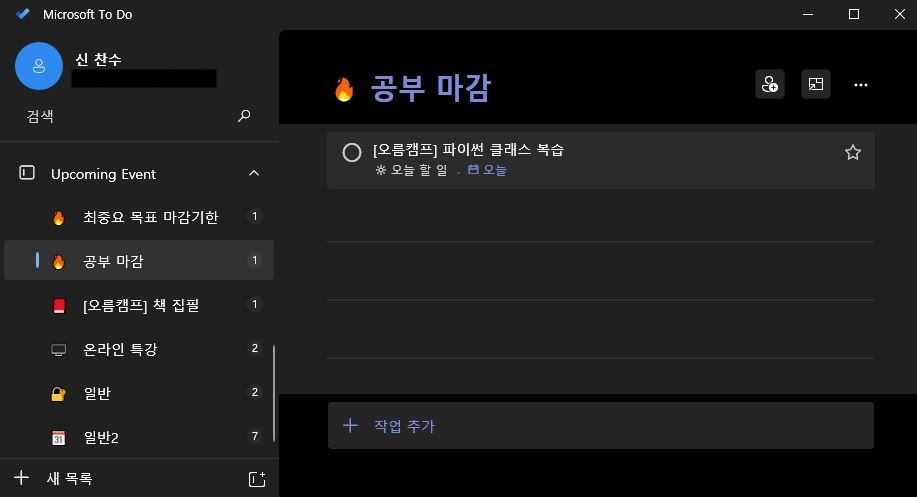 Microsoft To Do
신 찬수
검색
Upcoming Event
최중요 목표 마감기한 1
공부 마감 1
[오름캠프] 책 집필 1
온라인 특강 2
일반 2
31 일반2 7
새 목록
공부 마감
[오름캠프] 파이썬 클래스 복습
오늘 할 일 . 오늘
작업 추가